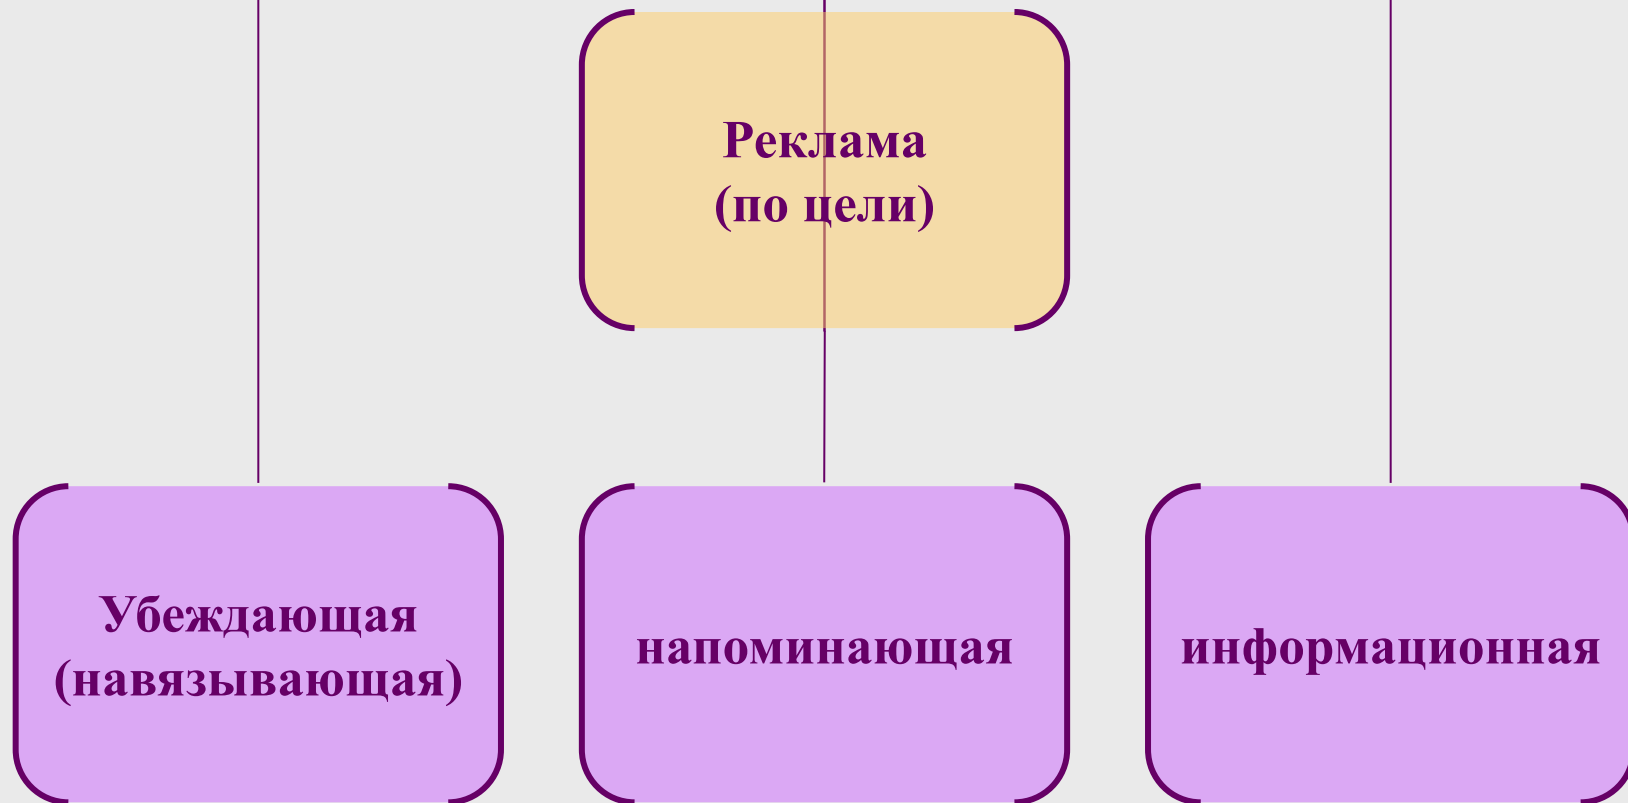 Реклама
(по цели)
Убеждающая
(навязывающая)
напоминающая
информационная